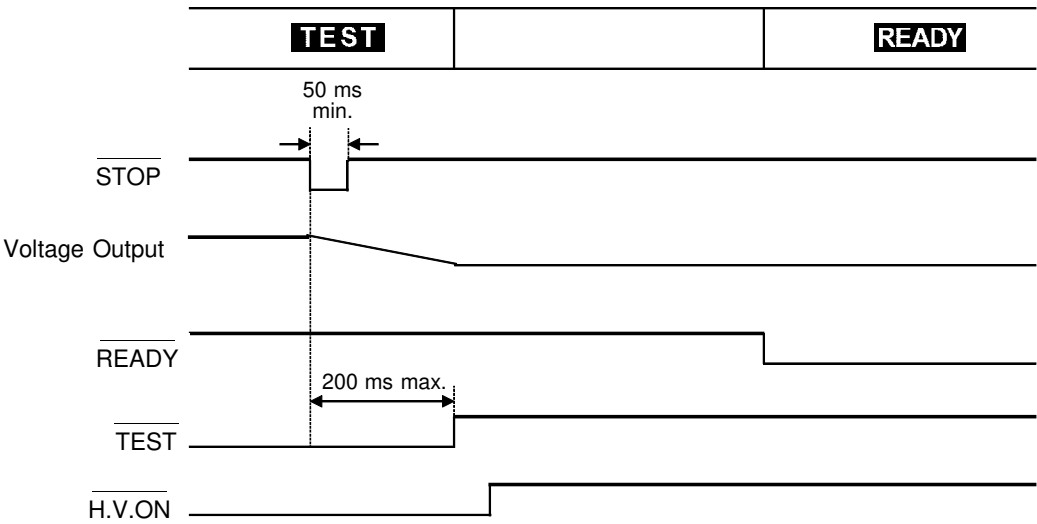 TEST
READY
50 ms
min.
STOP
Voltage Output
READY
200 ms max.
TEST
H.V.ON